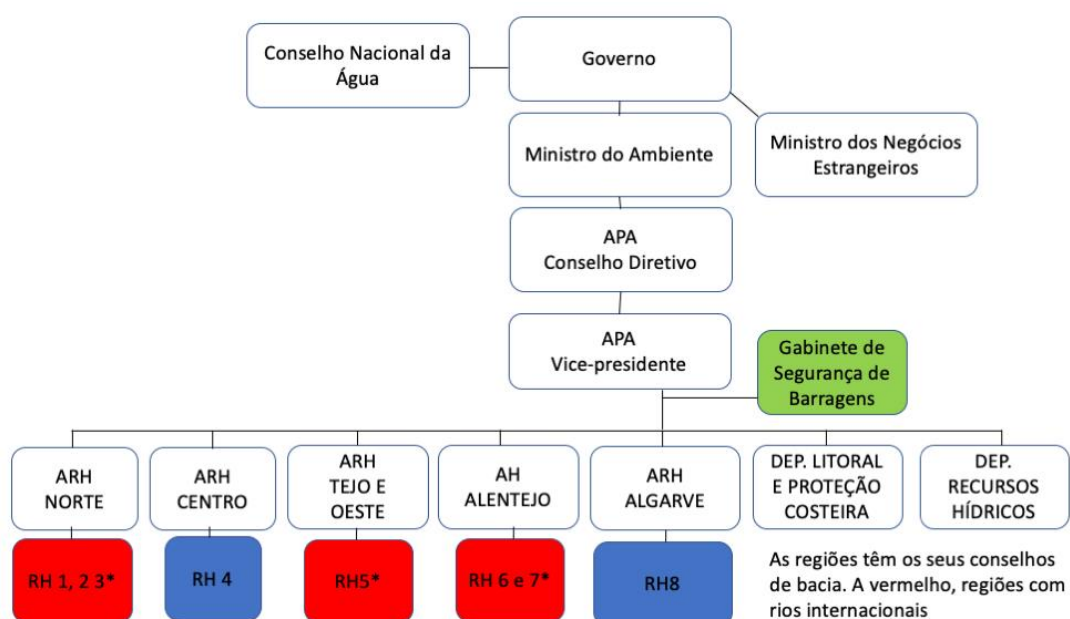 Conselho Nacional da
Água
Governo
Ministro do Ambiente
Ministro dos Negócios
Estrangeiros
APA
Conselho Diretivo
APA
Vice-presidente
Gabinete de
Segurança de
Barragens
ARH
NORTE
ARH
CENTRO
ARH
TEJO E
OESTE
AH
ALENTEJO
ARH
ALGARVE
DEP. LITORAL
E PROTEÇÃO
COSTEIRA
DEP.
RECURSOS
HÍDRICOS
RH 1, 2 3*
RH 4
RH5*
RH 6 e 7*
RH8
As regiões têm os seus conselhos
de bacia. A vermelho, regiões com
rios internacionais